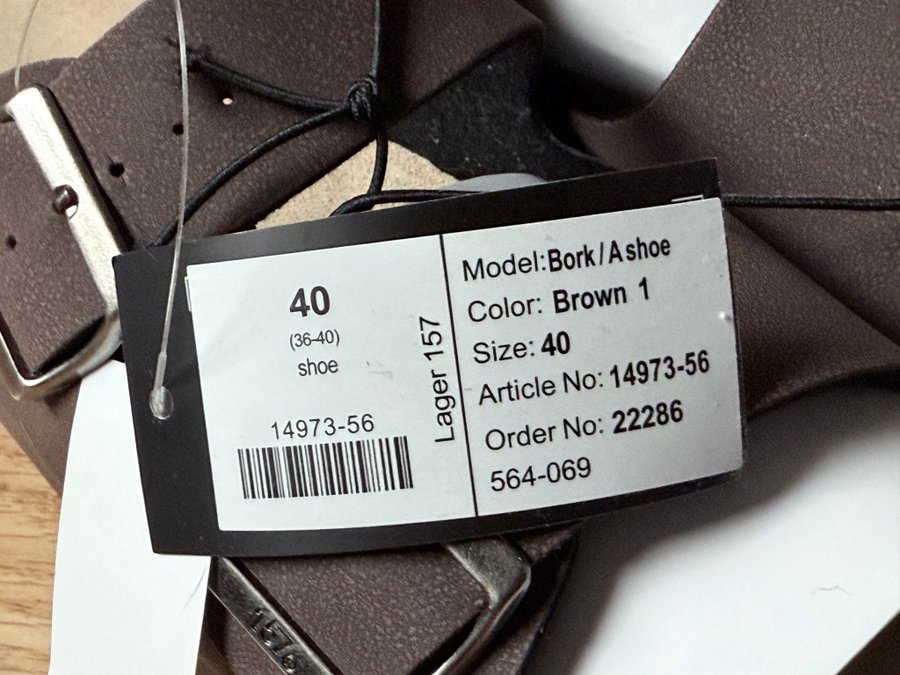 40
(36-40)
shoe
14973-56
Lager 157
Model:Bork/A shoe
Color: Brown 1
Size: 40
Article No: 14973-56
Order No: 22286
564-069